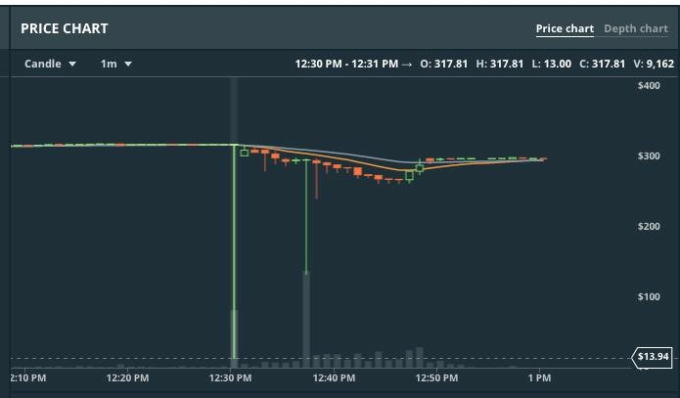 PRICE CHART Price chart Depth chart
Candle 1m 12:30 PM - 12:31 PM → O: 317.81 H: 317.81 L: 13.00 C: 317.81 V: 9,162
$400
$300
$200
$100
$13.94
2:10 PM 12:20 PM 12:30 PM 12:40 PM 12:50 PM 1 PM